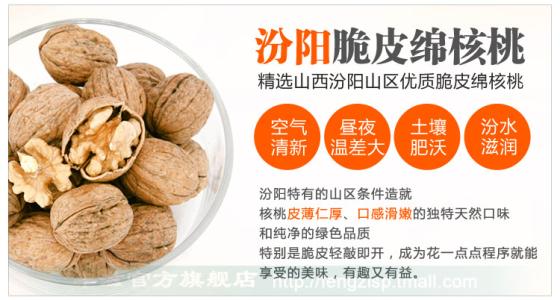 汾阳脆皮绵核桃
精选山西汾阳山区优质脆皮绵核桃
空气 昼夜 土壤 汾水
清新 温差大 肥沃 滋润
汾阳特有的山区条件造就
核桃皮薄仁厚、口感滑嫩的独特天然口味
和纯净的绿色品质
特别是脆皮轻敲即开，成为花一点点程序就能
享受的美味，有趣又有益。
官方旗舰店 http://fengzisp.tmall.com